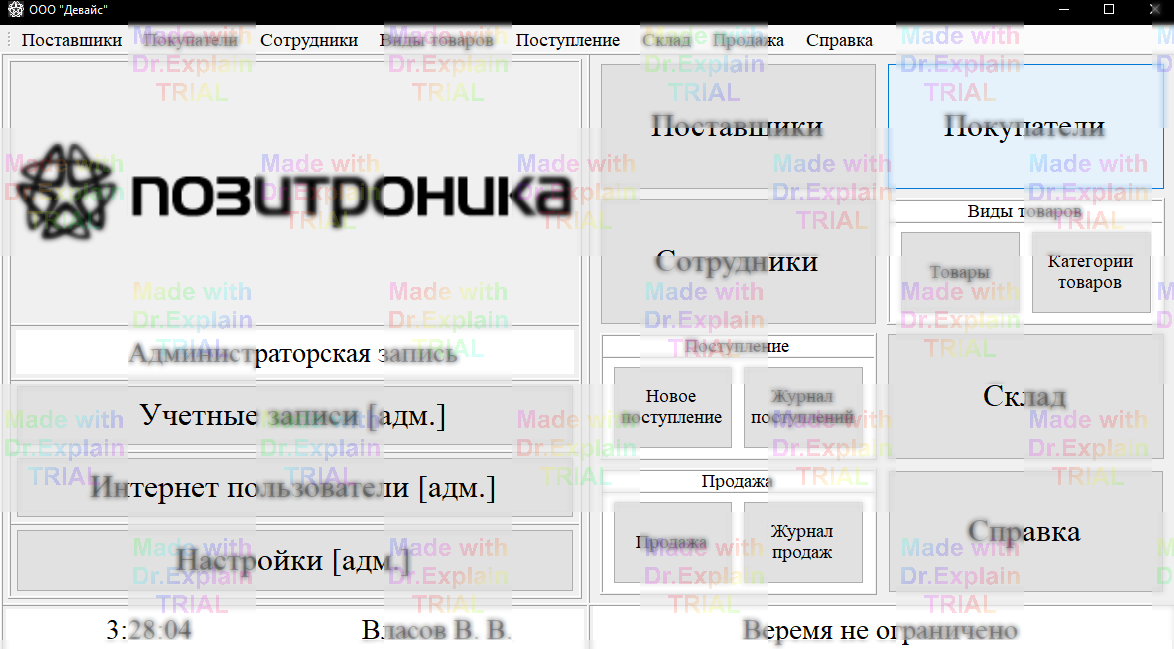 ООО "Девайс"
Поставщики Покупатели Сотрудники Виды товаров Поступление Склад Продажа Справка
позитроника
Администраторская запись
Учетные записи [адм.]
Интернет пользователи [адм.]
Настройки [адм.]
3:28:04 Власов В. В.
Поставщики
Покупатели
Сотрудники
Виды товаров
Товары
Категории
товаров
Поступление
Новое
поступление
Журнал
поступлений
Склад
Продажа
Продажа
Журнал
продаж
Справка
Веремя не ограничено
Made with
Dr.Explain
TRIAL